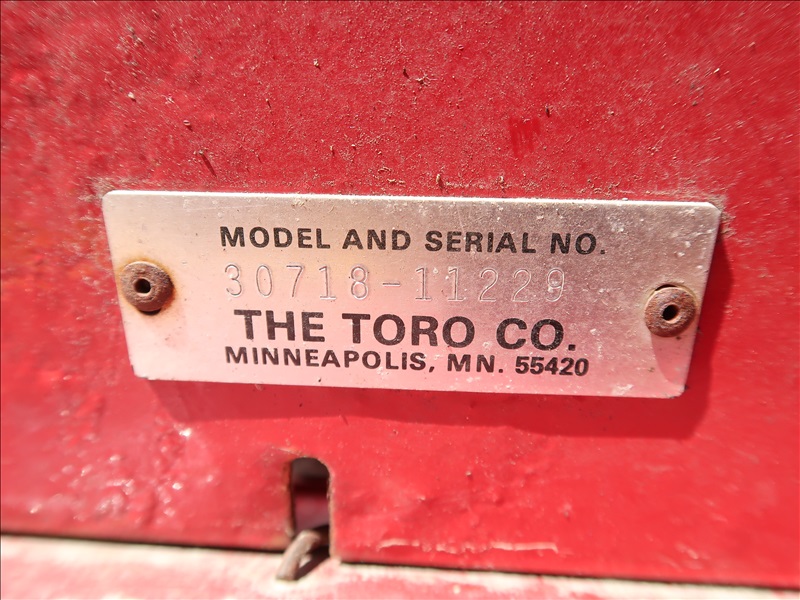 MODEL AND SERIAL NO.
30718-11229
THE TORO CO.
MINNEAPOLIS, MN. 55420